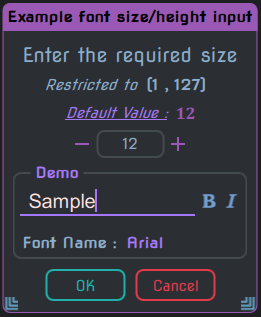 Example font size/height input
Enter the required size
Restricted to (1 , 127)
Default Value : 12
− 12 +
Demo
Sample B I
Font Name : Arial
OK Cancel